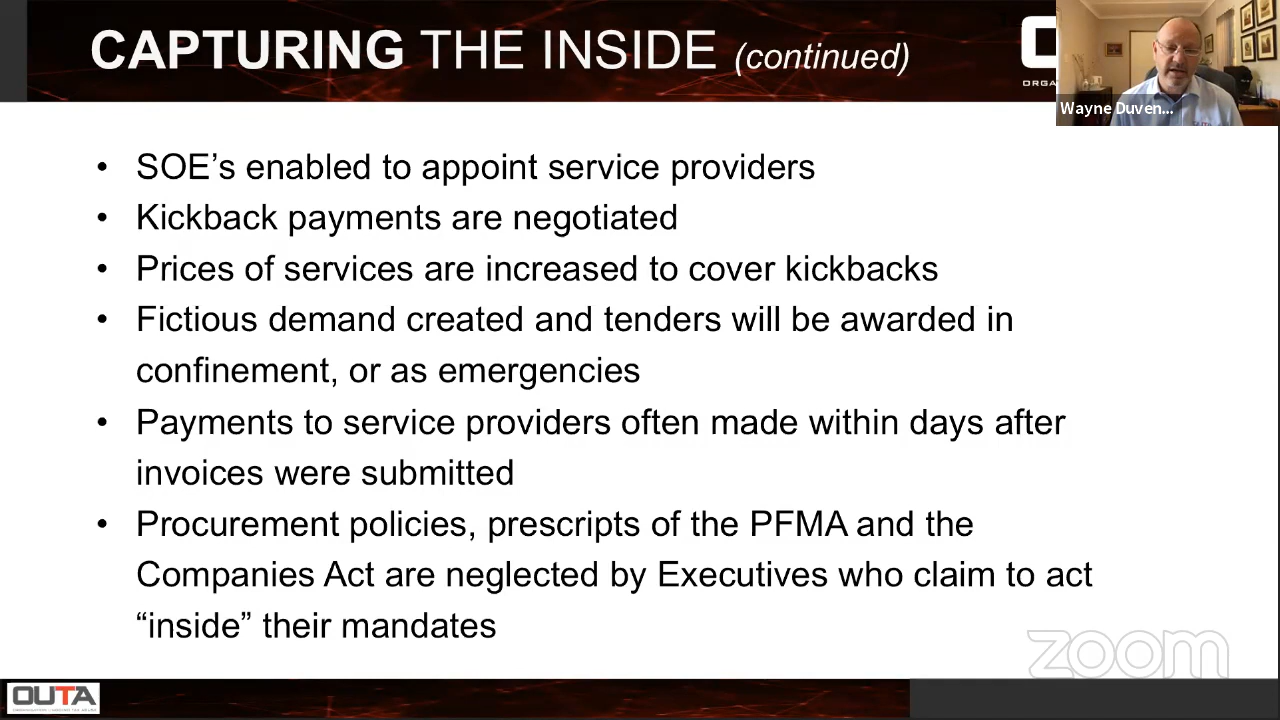 CAPTURING THE INSIDE (continued)
Wayne Duven...
• SOE’s enabled to appoint service providers
• Kickback payments are negotiated
• Prices of services are increased to cover kickbacks
• Fictious demand created and tenders will be awarded in
confinement, or as emergencies
• Payments to service providers often made within days after
invoices were submitted
• Procurement policies, prescripts of the PFMA and the
Companies Act are neglected by Executives who claim to act
“inside” their mandates
zoom
OUTA